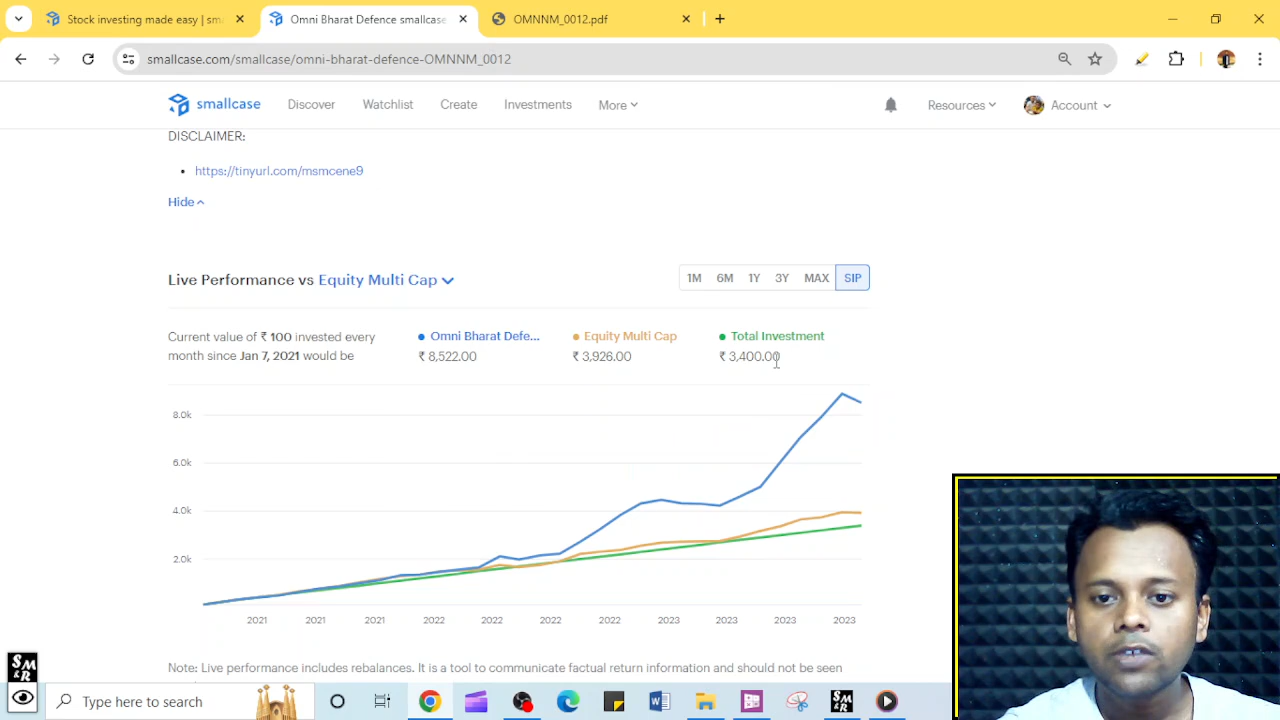 Stock investing made easy | sm
Omni Bharat Defence smallcase
OMNNM_0012.pdf
smallcase.com/smallcase/omni-bharat-defence-OMNNM_0012
smallcase
Discover
Watchlist
Create
Investments
More
Resources
Account
DISCLAIMER:
• https://tinyurl.com/msmcene9
Hide
Live Performance vs Equity Multi Cap
1M 6M 1Y 3Y MAX SIP
Current value of ₹ 100 invested every
month since Jan 7, 2021 would be
Omni Bharat Defe...
₹ 8,522.00
Equity Multi Cap
₹ 3,926.00
Total Investment
₹ 3,400.00
8.0k
6.0k
4.0k
2.0k
2021 2021 2021 2022 2022 2022 2022 2023 2023 2023 2023
Note: Live performance includes rebalances. It is a tool to communicate factual return information and should not be seen
SM
&R
Type here to search
SM
&R